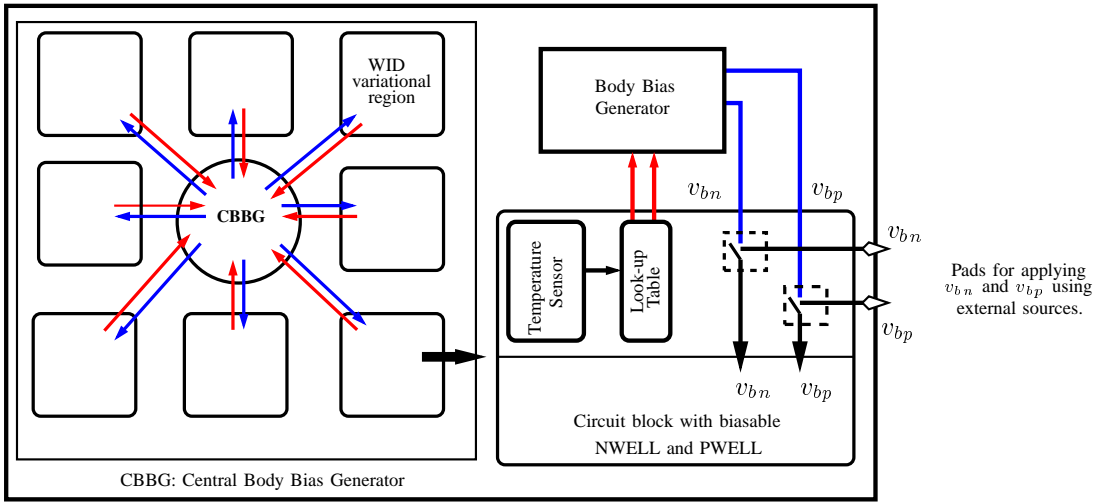 WID
variational
region
CBBG
CBBG: Central Body Bias Generator
Body Bias
Generator
v_bn
v_bp
Temperature
Sensor
Look-up
Table
v_bn
v_bp
v_bn
v_bp
Circuit block with biasable
NWELL and PWELL
Pads for applying
v_bn and v_bp using
external sources.